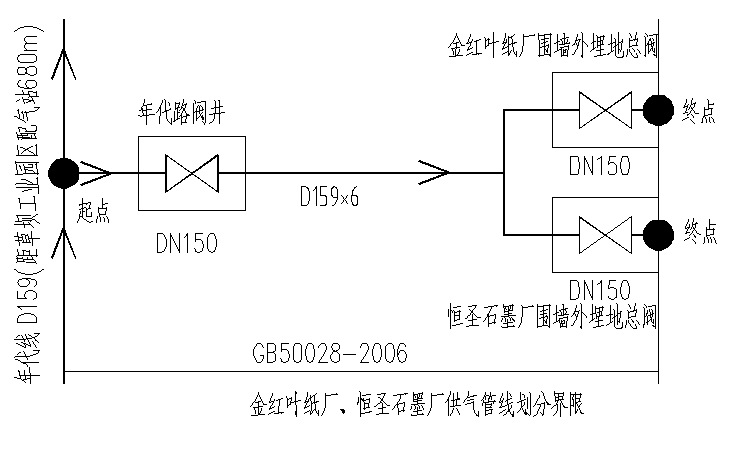 金红叶纸厂围墙外埋地总阀
年代路阀井
终点
DN150
年代线 D159(距草坝工业园区配气站680m)
起点
D159×6
DN150
终点
DN150
恒圣石墨厂围墙外埋地总阀
GB50028-2006
金红叶纸厂、恒圣石墨厂供气管线划分界限